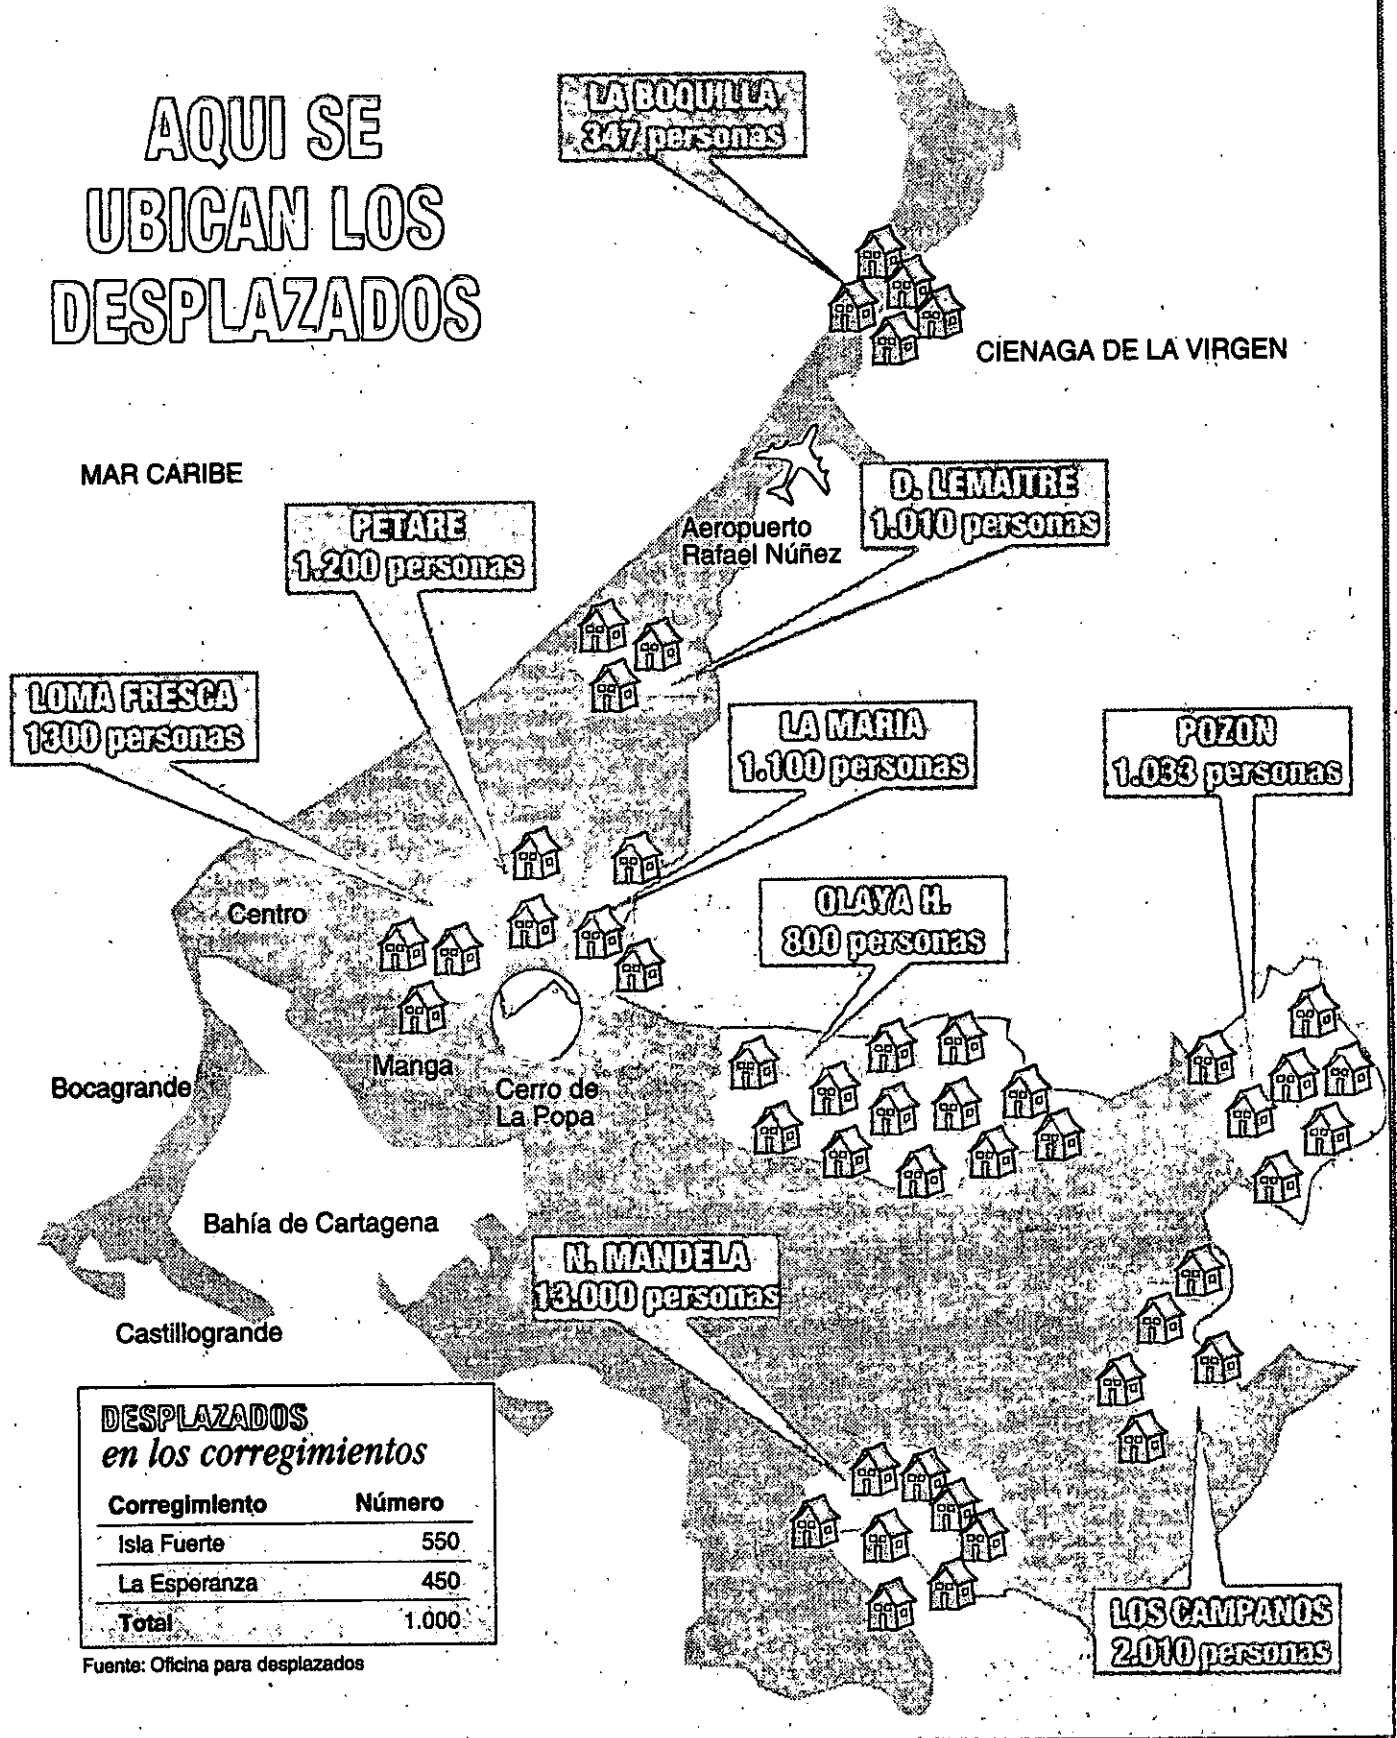 AQUI SE
UBICAN LOS
DESPLAZADOS
LA BOQUILLA
347 personas
CIENAGA DE LA VIRGEN
MAR CARIBE
D. LEMAITRE
1.010 personas
Aeropuerto
Rafael Núñez
PETARE
1.200 personas
LOMA FRESCA
1300 personas
LA MARIA
1.100 personas
POZON
1.033 personas
OLAYA H.
800 personas
Centro
Manga
Bocagrande
Cerro de
La Popa
Bahía de Cartagena
N. MANDELA
13.000 personas
Castillogrande
DESPLAZADOS
en los corregimientos
Corregimiento Número
Isla Fuerte 550
La Esperanza 450
Total 1.000
Fuente: Oficina para desplazados
LOS CAMPANOS
2.010 personas